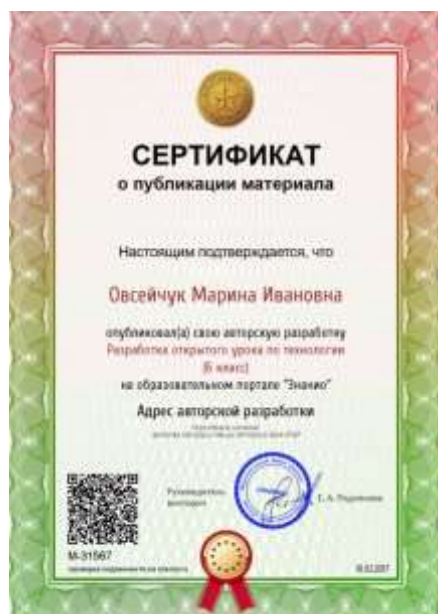 СЕРТИФИКАТ
о публикации материала
Настоящим подтверждается, что
Овсейчук Марина Ивановна
опубликовал(а) свою авторскую разработку
Разработка открытого урока по технологии
(6 класс)
на образовательном портале "Знанио"
Адрес авторской разработки
Руководитель
M-31567